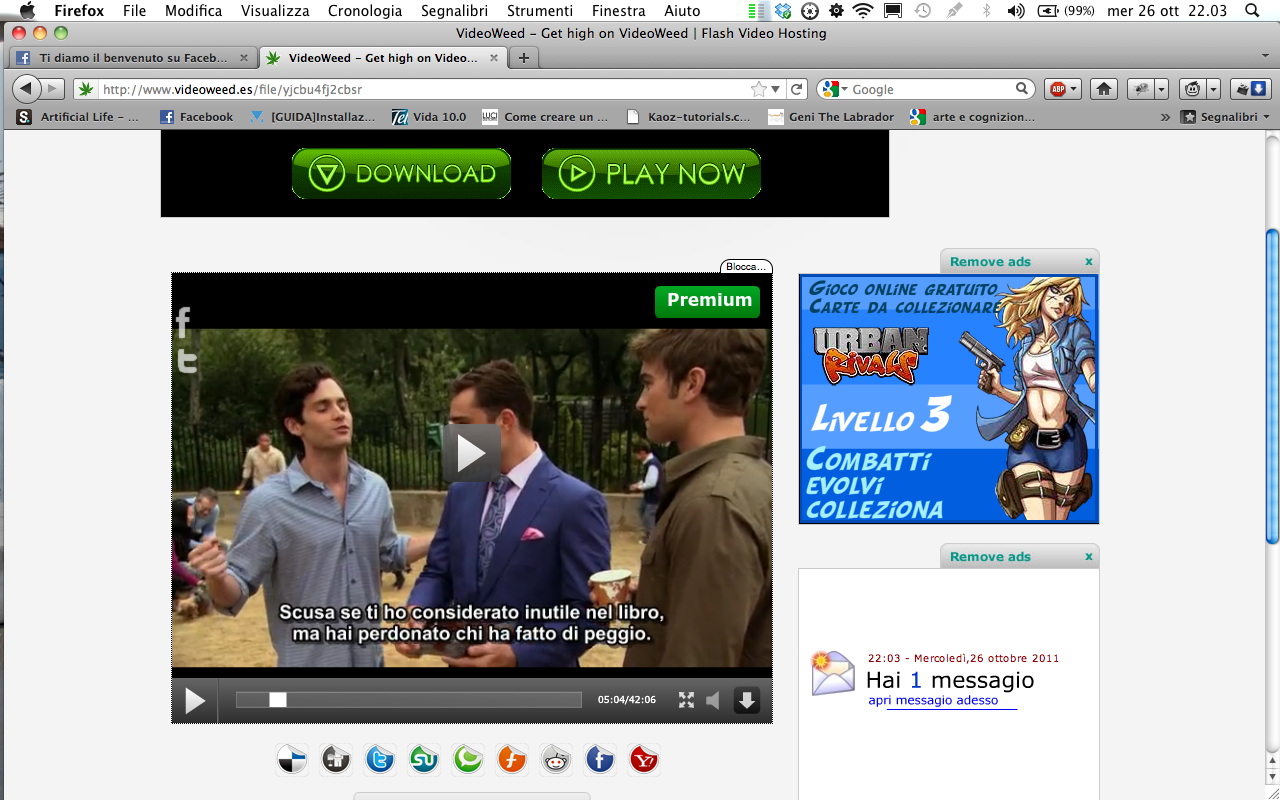 Firefox File Modifica Visualizza Cronologia Segnalibri Strumenti Finestra Aiuto (99%) mer 26 ott 22.03
VideoWeed – Get high on VideoWeed | Flash Video Hosting
Ti diamo il benvenuto su Faceb... VideoWeed – Get high on Video...
http://www.videoweed.es/file/yjcbu4fj2cbsr Google ABP
Artificial Life – ... Facebook [GUIDA]Installaz... Vida 10.0 Come creare un ... Kaoz-tutorials.c... Geni The Labrador arte e cognizion... » Segnalibri
DOWNLOAD PLAY NOW
Blocca...
Premium
Scusa se ti ho considerato inutile nel libro,
ma hai perdonato chi ha fatto di peggio.
05:04/42:06
Remove ads x
Gioco online gratuito
Carte da collezionare
URBAN
RIVALS
Livello 3
Combatti
evolvi
colleziona
Remove ads x
22:03 - Mercoledì,26 ottobre 2011
Hai 1 messagio
apri messagio adesso